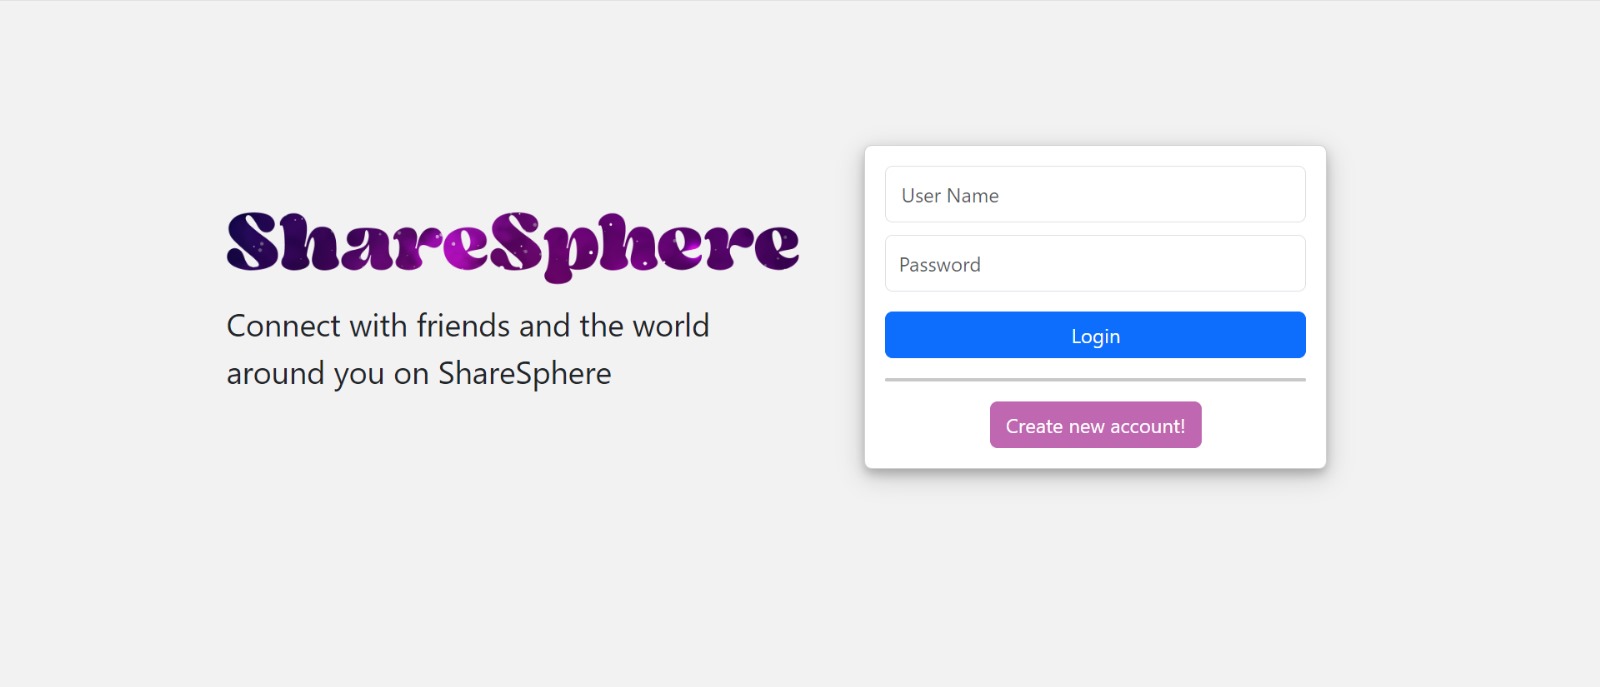 ShareSphere
Connect with friends and the world
around you on ShareSphere
User Name
Password
Login
Create new account!